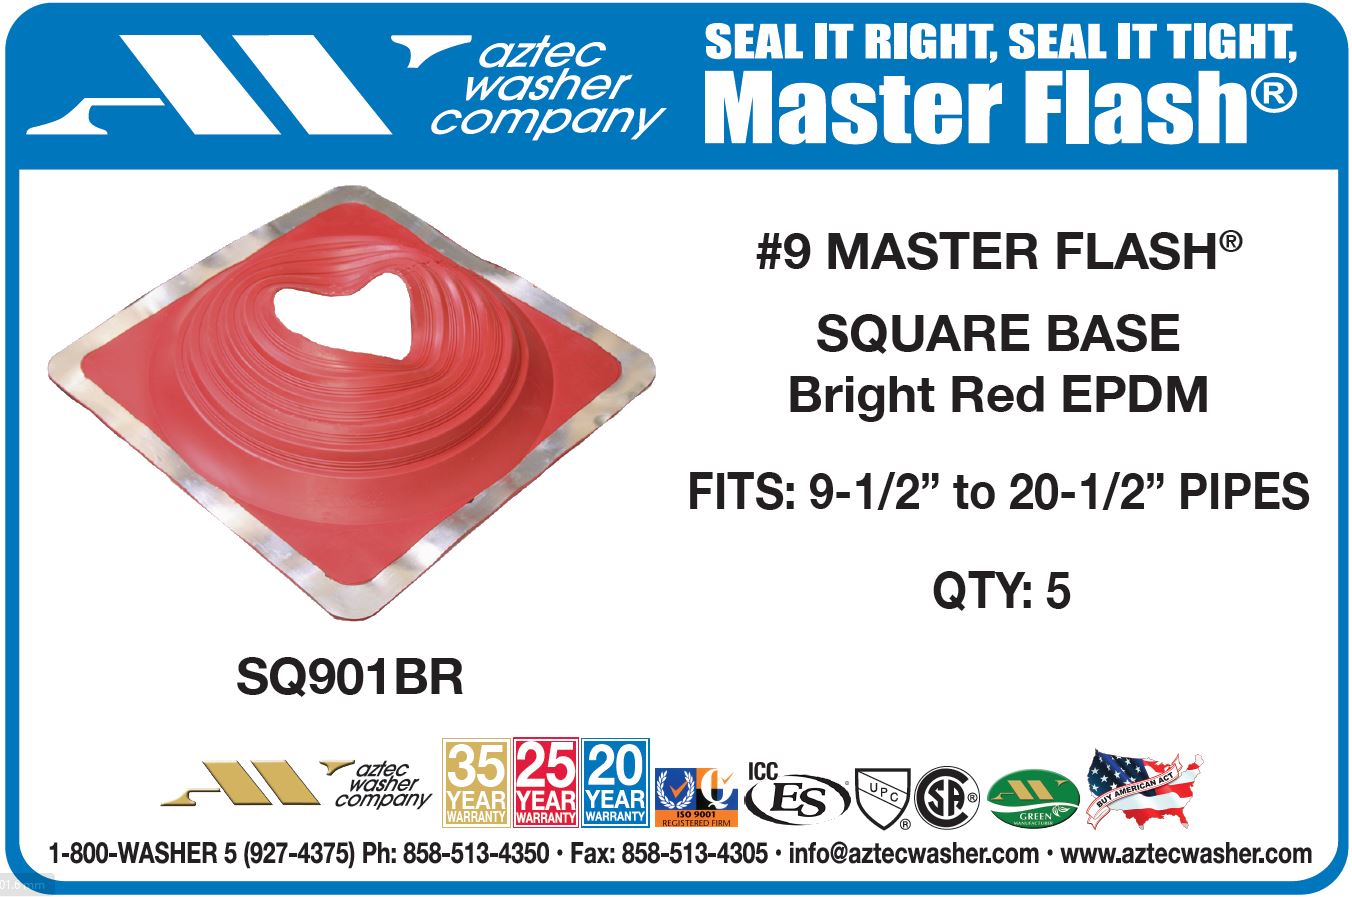 aztec
washer
company
SEAL IT RIGHT, SEAL IT TIGHT,
Master Flash®
#9 MASTER FLASH®
SQUARE BASE
Bright Red EPDM
FITS: 9-1/2” to 20-1/2” PIPES
QTY: 5
SQ901BR
aztec
washer
company
35
YEAR
WARRANTY
25
YEAR
WARRANTY
20
YEAR
WARRANTY
Q
ISO 9001
REGISTERED FIRM
ICC
ES®
UPC®
CSA®
GREEN
MANUFACTURER
BUY AMERICAN ACT
1-800-WASHER 5 (927-4375) Ph: 858-513-4350 • Fax: 858-513-4305 • info@aztecwasher.com • www.aztecwasher.com